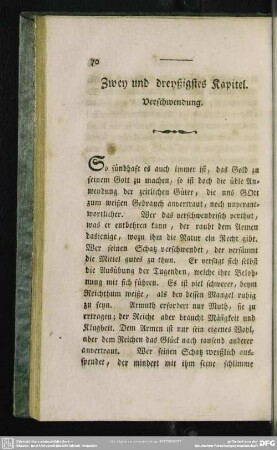 70
Zwey und dreyßigstes Kapitel.
Verschwendung.
So sündhaft es auch immer ist, das Gold zu
seinem Gott zu machen, so ist doch die üble An-
wendung der zeitlichen Güter, die uns GOtt
zum weißen Gebrauch anvertraut, noch unverant-
wortlicher. Wer das verschwenderisch verthut,
was er entbehren kann, der raubt dem Armen
dasjenige, wozu ihm die Natur ein Recht gibt.
Wer seinen Schatz verschwendet, der versäumt
die Mittel gutes zu thun. Er versagt sich selbst
die Ausübung der Tugenden, welche ihre Beloh-
nung mit sich führen. Es ist viel schwerer, beym
Reichthum weise, als bey dessen Mangel ruhig
zu seyn. Armuth erfordert nur Muth, sie zu
ertragen; der Reiche aber braucht Mäßigkeit und
Klugheit. Dem Armen ist nur sein eigenes Wohl,
aber dem Reichen das Glück noch tausend anderer
anvertraut. Wer seinen Schatz weißlich aus-
spendet, der mindert mit ihm seine schlimme